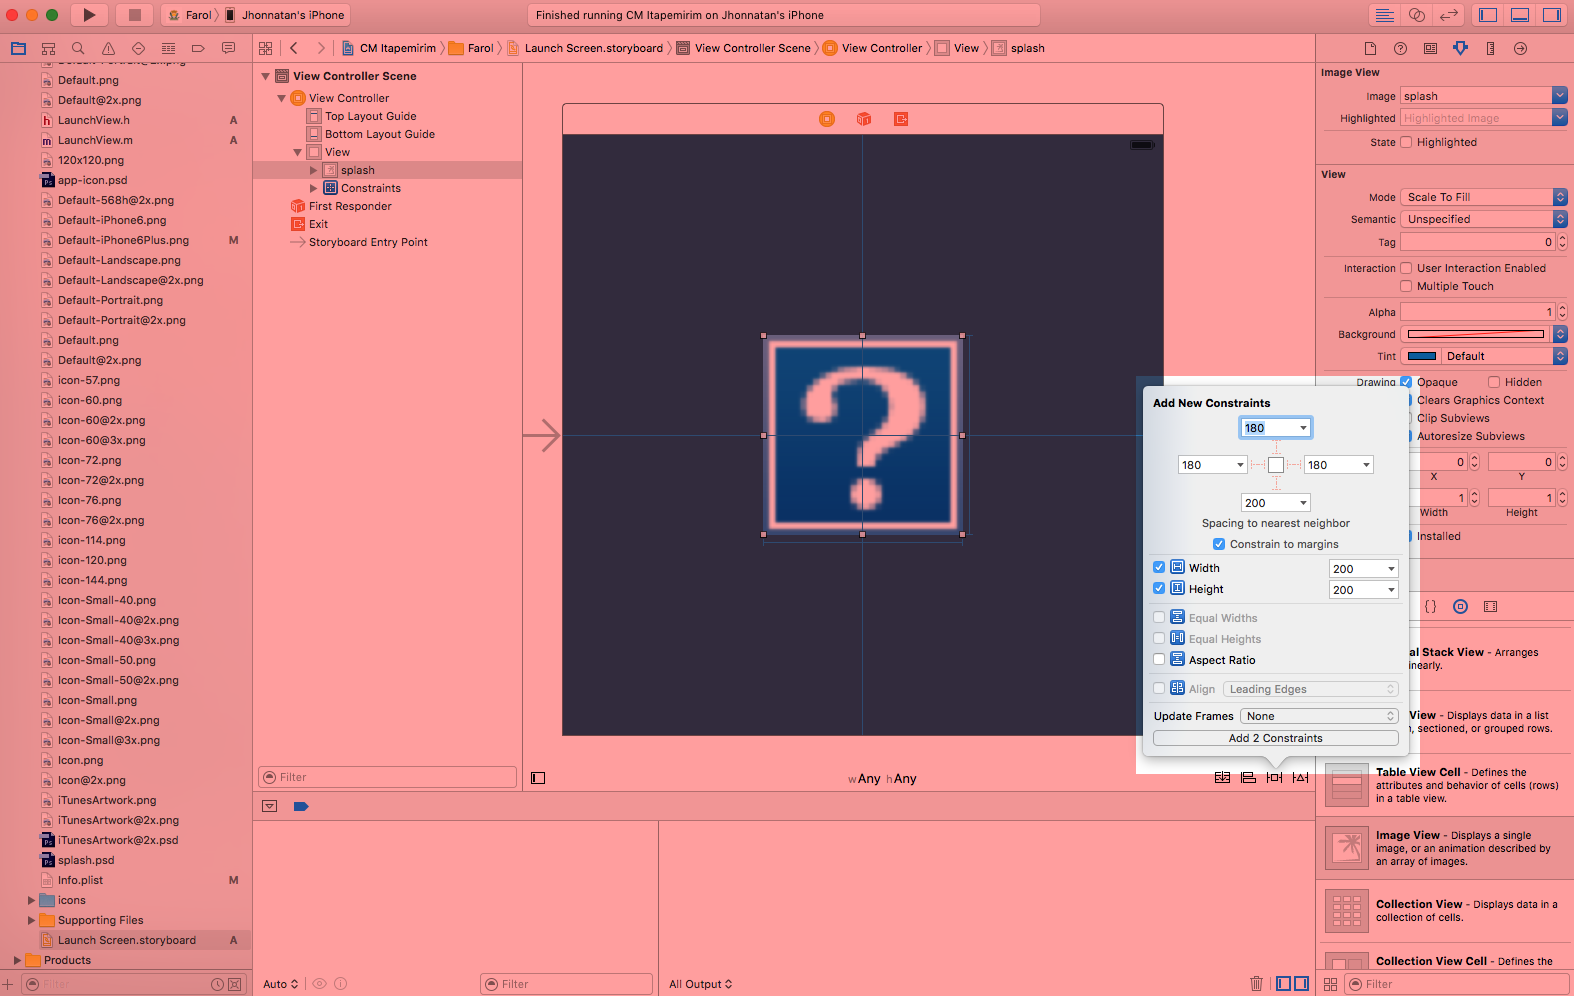 Farol
Jhonnatan's iPhone
Finished running CM Itapemirim on Jhonnatan's iPhone
CM Itapemirim
Farol
Launch Screen.storyboard
View Controller Scene
View Controller
View
splash
Default-Portrait@2x.png
Default.png
Default@2x.png
LaunchView.h A
LaunchView.m A
120x120.png
app-icon.psd
Default-568h@2x.png
Default-iPhone6.png
Default-iPhone6Plus.png M
Default-Landscape.png
Default-Landscape@2x.png
Default-Portrait.png
Default-Portrait@2x.png
Default.png
Default@2x.png
icon-57.png
icon-60.png
Icon-60@2x.png
Icon-60@3x.png
Icon-72.png
Icon-72@2x.png
Icon-76.png
Icon-76@2x.png
icon-114.png
icon-120.png
icon-144.png
Icon-Small-40.png
Icon-Small-40@2x.png
Icon-Small-40@3x.png
Icon-Small-50.png
Icon-Small-50@2x.png
Icon-Small.png
Icon-Small@2x.png
Icon-Small@3x.png
Icon.png
Icon@2x.png
iTunesArtwork.png
iTunesArtwork@2x.png
iTunesArtwork@2x.psd
splash.psd
Info.plist M
icons
Supporting Files
Launch Screen.storyboard A
Products
Filter
View Controller Scene
View Controller
Top Layout Guide
Bottom Layout Guide
View
splash
Constraints
First Responder
Exit
Storyboard Entry Point
Filter
?
wAny hAny
Add New Constraints
180
180
180
200
Spacing to nearest neighbor
Constrain to margins
Width 200
Height 200
Equal Widths
Equal Heights
Aspect Ratio
Align Leading Edges
Update Frames None
Add 2 Constraints
Auto
Filter
All Output
Image View
Image splash
Highlighted Highlighted Image
State Highlighted
View
Mode Scale To Fill
Semantic Unspecified
Tag 0
Interaction User Interaction Enabled
Multiple Touch
Alpha 1
Background
Tint Default
Drawing Opaque Hidden
Clears Graphics Context
Clip Subviews
Autoresize Subviews
0 0
X Y
1 1
Width Height
Installed
{}
al Stack View - Arranges
inearly.
View - Displays data in a list
, sectioned, or grouped rows.
Table View Cell - Defines the
attributes and behavior of cells (rows)
in a table view.
Image View - Displays a single
image, or an animation described by
an array of images.
Collection View - Displays data in a
collection of cells.
Collection View Cell - Defines the
Filter